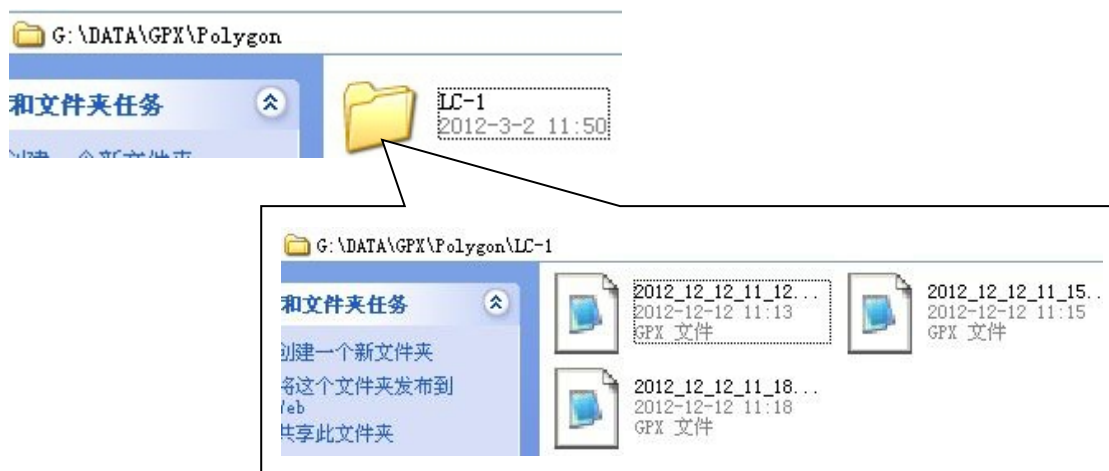 G:\DATA\GPX\Polygon
和文件夹任务
LC-1
2012-3-2 11:50
G:\DATA\GPX\Polygon\LC-1
和文件夹任务
创建一个新文件夹
将这个文件夹发布到
Web
共享此文件夹
2012_12_12_11_12...
2012-12-12 11:13
GPX 文件
2012_12_12_11_15..
2012-12-12 11:15
GPX 文件
2012_12_12_11_18...
2012-12-12 11:18
GPX 文件